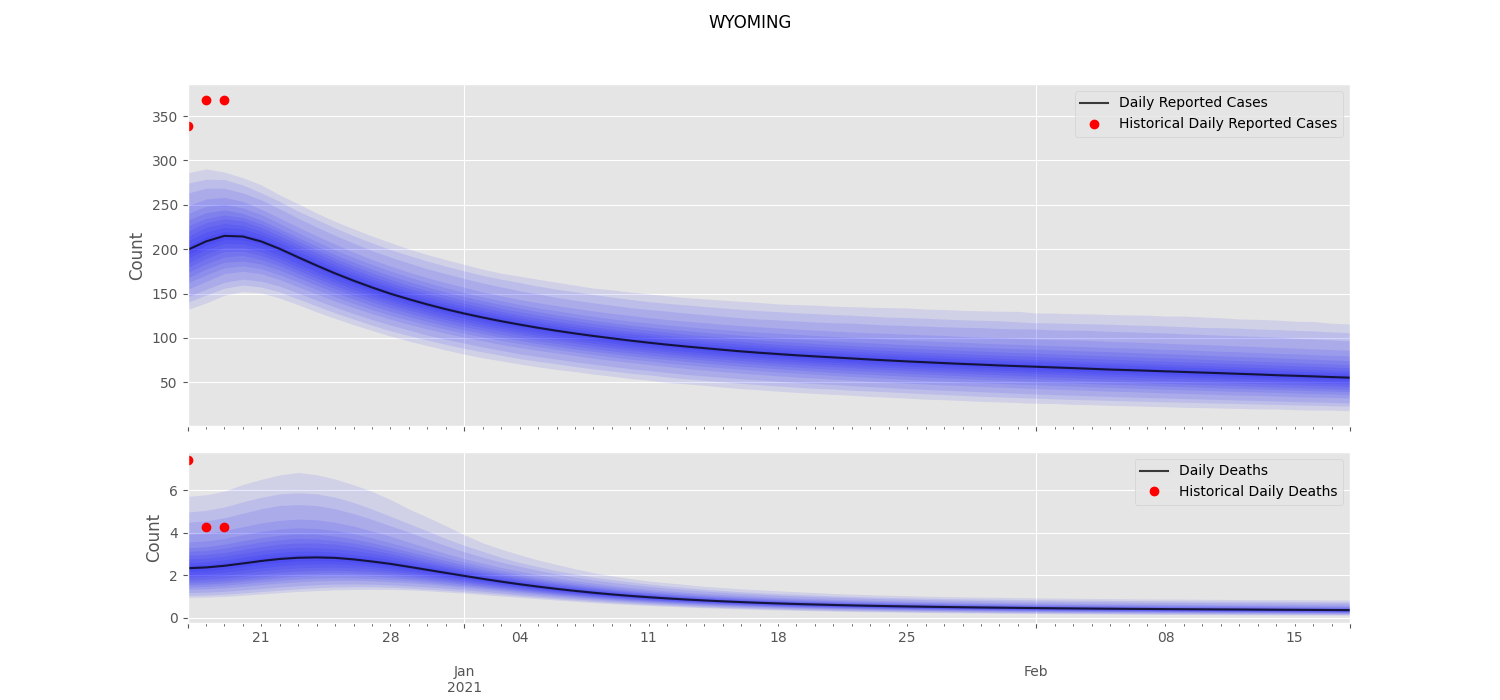 WYOMING
Daily Reported Cases
Historical Daily Reported Cases
350
300
250
200
150
100
50
Count
Daily Deaths
Historical Daily Deaths
6
4
2
0
Count
21 28 04 11 18 25 08 15
Jan Feb
2021